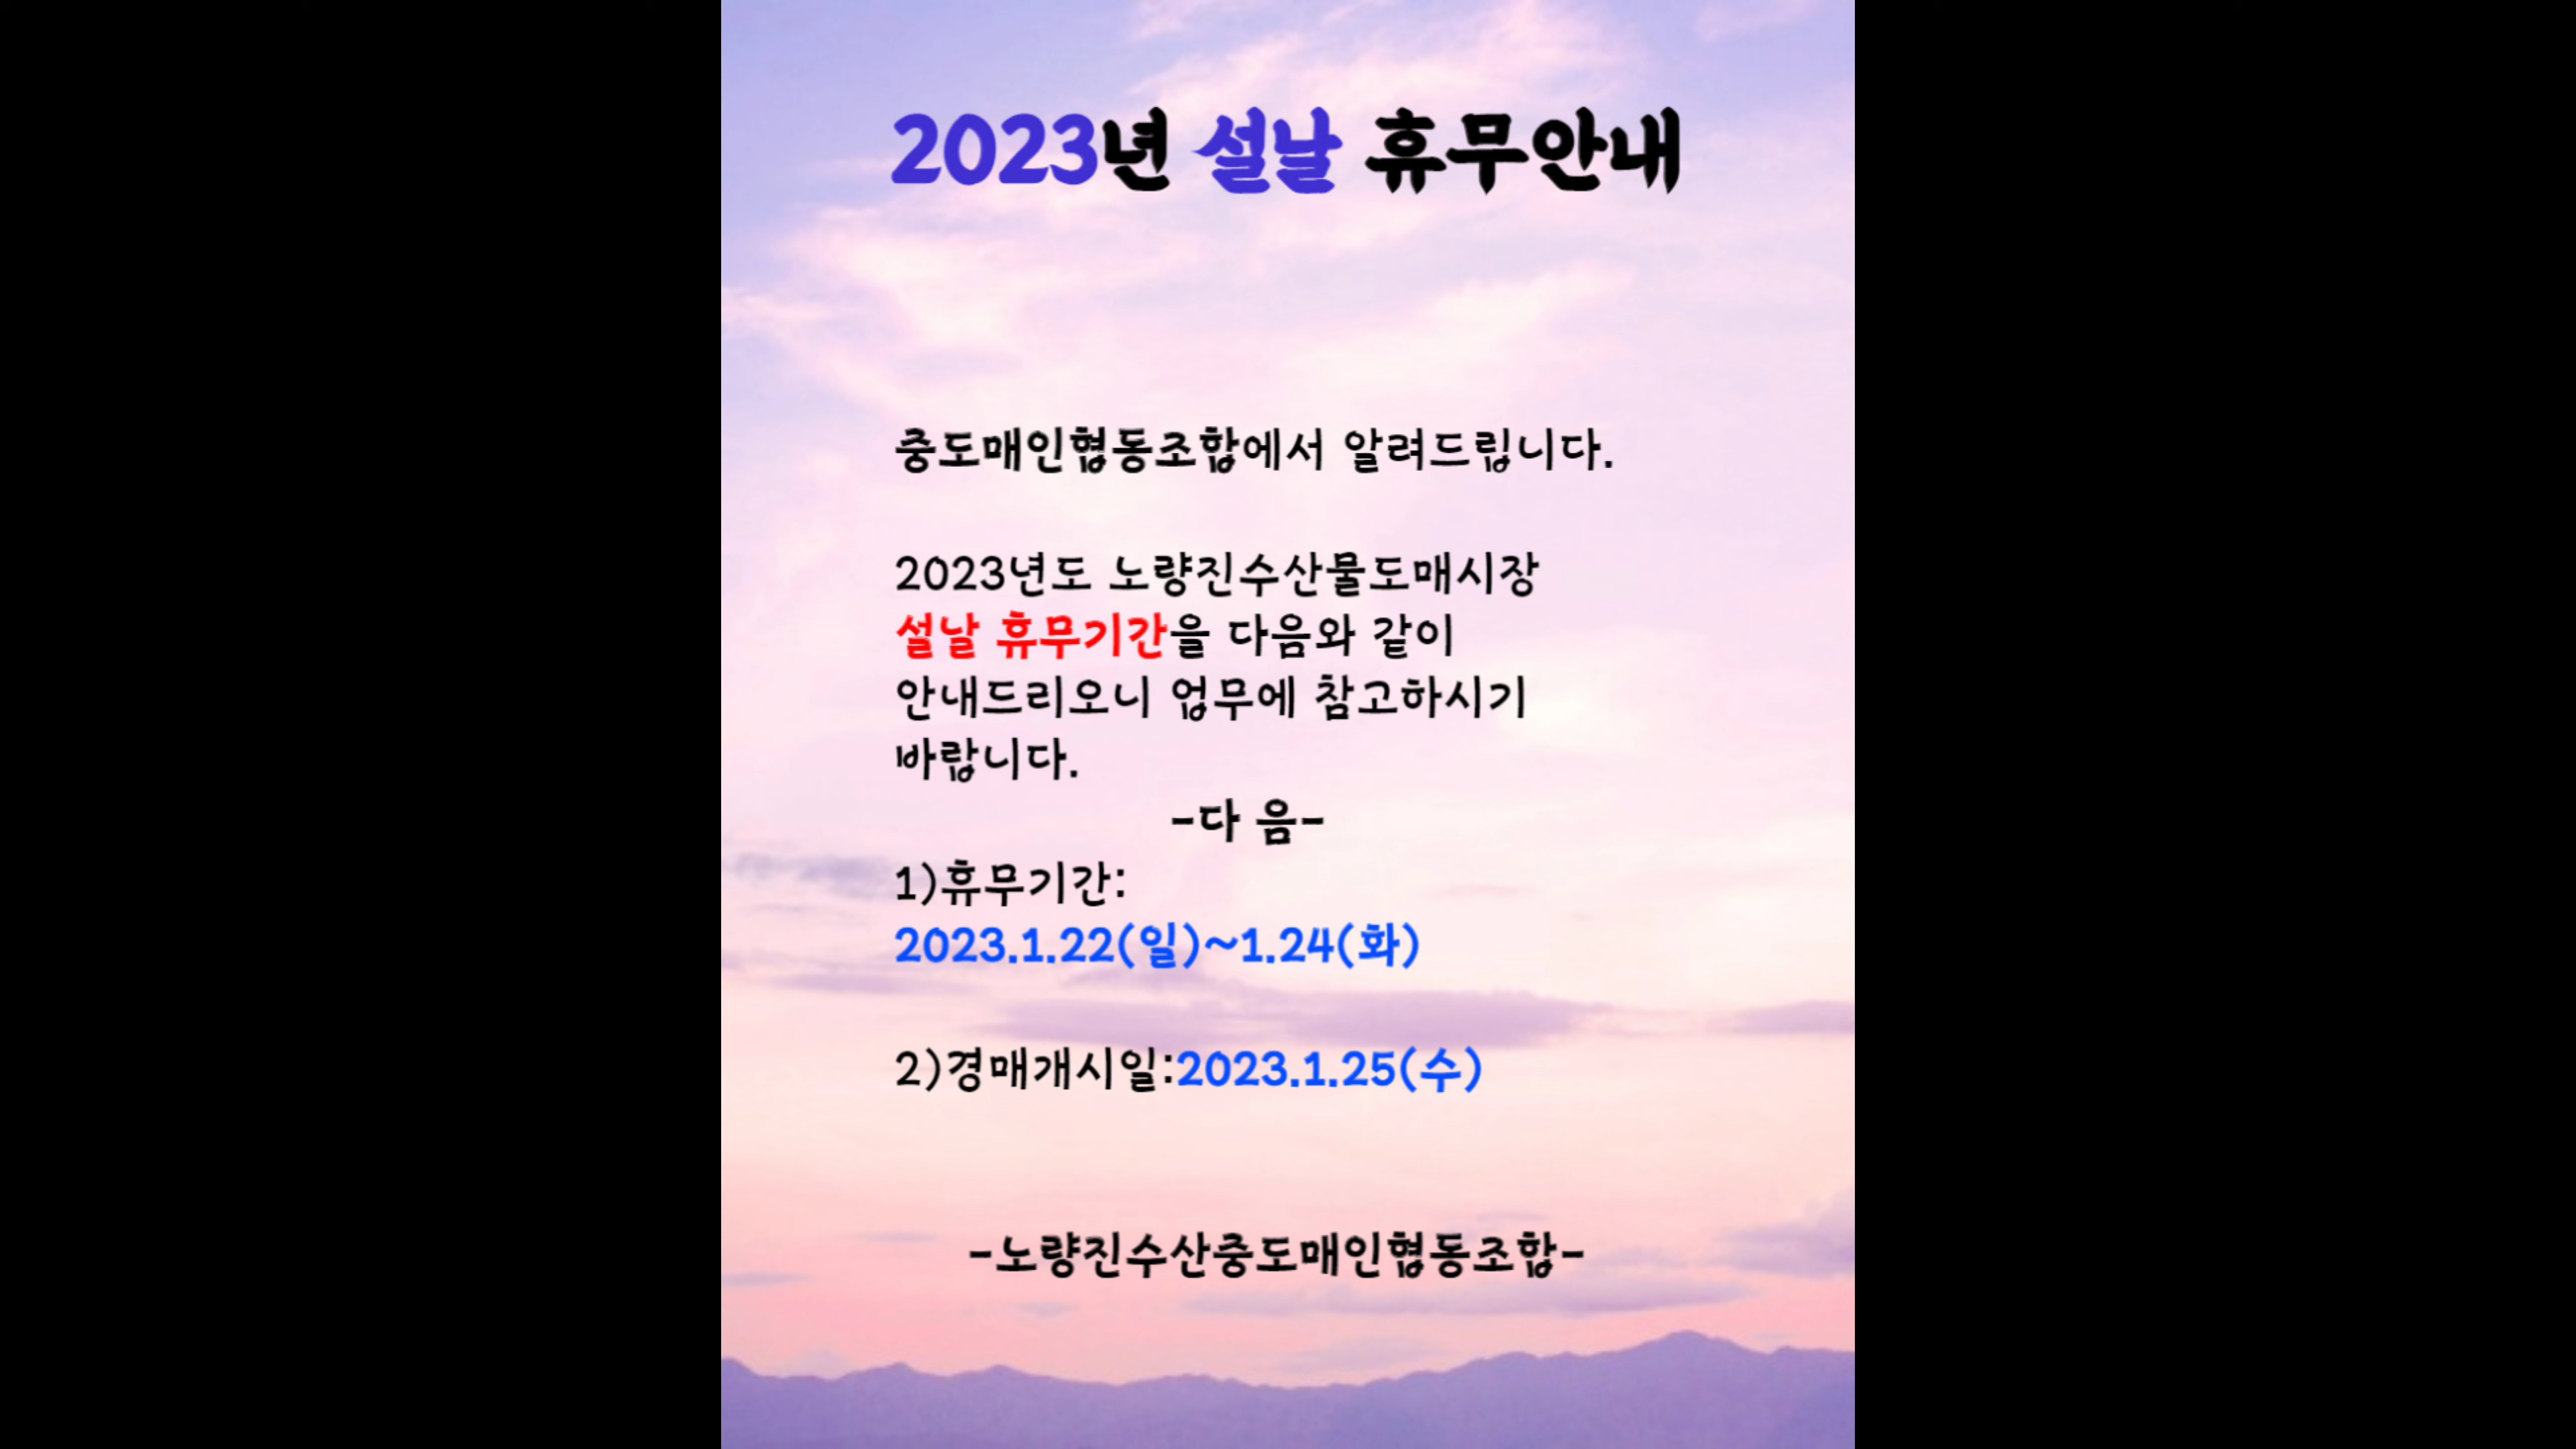 2023년 설날 휴무안내
중도매인협동조합에서 알려드립니다.
2023년도 노량진수산물도매시장
설날 휴무기간을 다음와 같이
안내드리오니 업무에 참고하시기
바랍니다.
-다 음-
1)휴무기간:
2023.1.22(일)~1.24(화)
2)경매개시일:2023.1.25(수)
-노량진수산중도매인협동조합-